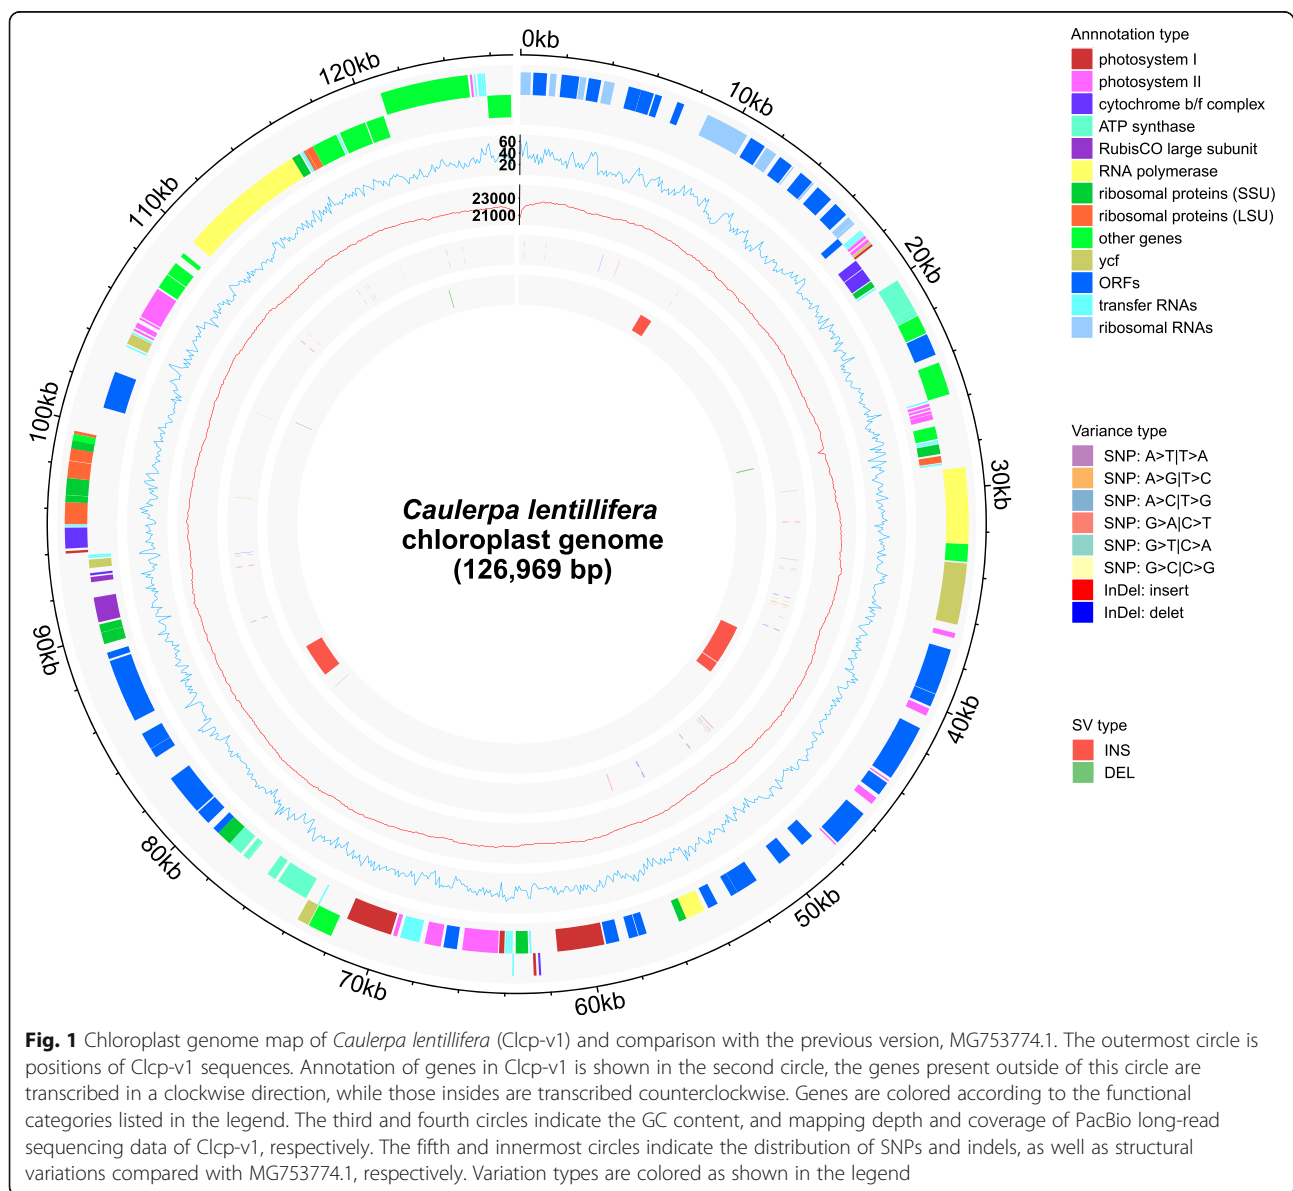 0kb
10kb
20kb
30kb
40kb
50kb
60kb
70kb
80kb
90kb
100kb
110kb
120kb
60
40
20
23000
21000
Caulerpa lentillifera
chloroplast genome
(126,969 bp)
Annnotation type
photosystem I
photosystem II
cytochrome b/f complex
ATP synthase
RubisCO large subunit
RNA polymerase
ribosomal proteins (SSU)
ribosomal proteins (LSU)
other genes
ycf
ORFs
transfer RNAs
ribosomal RNAs
Variance type
SNP: A>T|T>A
SNP: A>G|T>C
SNP: A>C|T>G
SNP: G>A|C>T
SNP: G>T|C>A
SNP: G>C|C>G
InDel: insert
InDel: delet
SV type
INS
DEL
Fig. 1 Chloroplast genome map of Caulerpa lentillifera (Clcp-v1) and comparison with the previous version, MG753774.1. The outermost circle is
positions of Clcp-v1 sequences. Annotation of genes in Clcp-v1 is shown in the second circle, the genes present outside of this circle are
transcribed in a clockwise direction, while those insides are transcribed counterclockwise. Genes are colored according to the functional
categories listed in the legend. The third and fourth circles indicate the GC content, and mapping depth and coverage of PacBio long-read
sequencing data of Clcp-v1, respectively. The fifth and innermost circles indicate the distribution of SNPs and indels, as well as structural
variations compared with MG753774.1, respectively. Variation types are colored as shown in the legend